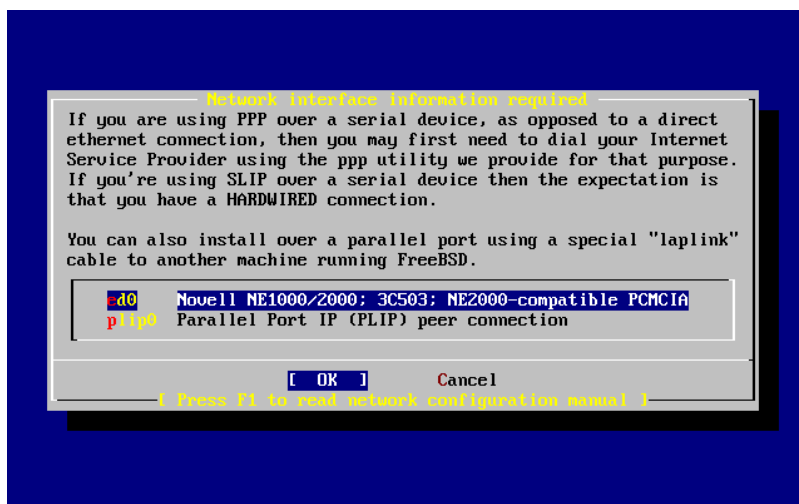 Network interface information required
If you are using PPP over a serial device, as opposed to a direct
ethernet connection, then you may first need to dial your Internet
Service Provider using the ppp utility we provide for that purpose.
If you're using SLIP over a serial device then the expectation is
that you have a HARDWIRED connection.
You can also install over a parallel port using a special "laplink"
cable to another machine running FreeBSD.
ed0 Novell NE1000/2000; 3C503; NE2000-compatible PCMCIA
plip0 Parallel Port IP (PLIP) peer connection
[ OK ] Cancel
[ Press F1 to read network configuration manual ]